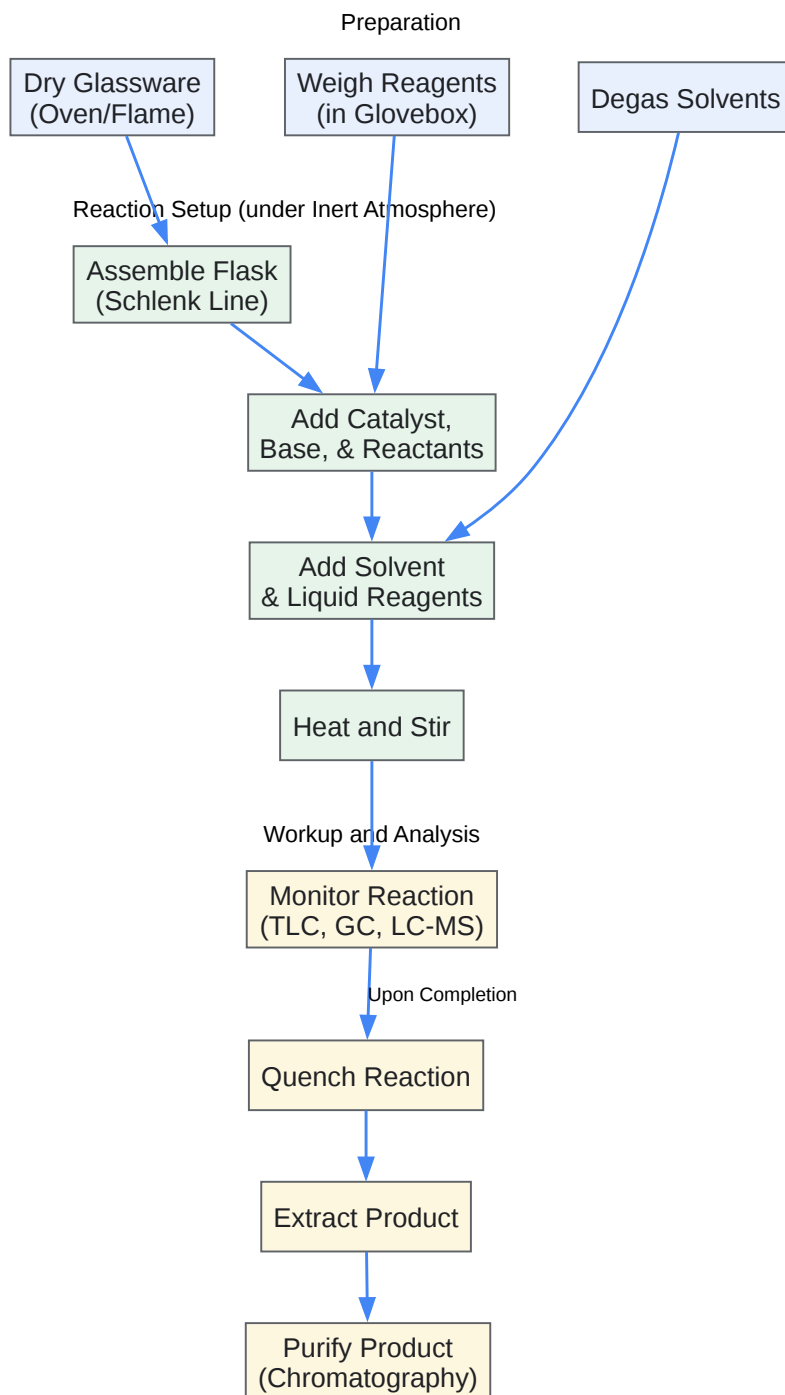 Preparation
Dry Glassware
(Oven/Flame)
Weigh Reagents
(in Glovebox)
Degas Solvents
Reaction Setup (under Inert Atmosphere)
Assemble Flask
(Schlenk Line)
Add Catalyst,
Base, & Reactants
Add Solvent
& Liquid Reagents
Heat and Stir
Workup and Analysis
Monitor Reaction
(TLC, GC, LC-MS)
Upon Completion
Quench Reaction
Extract Product
Purify Product
(Chromatography)